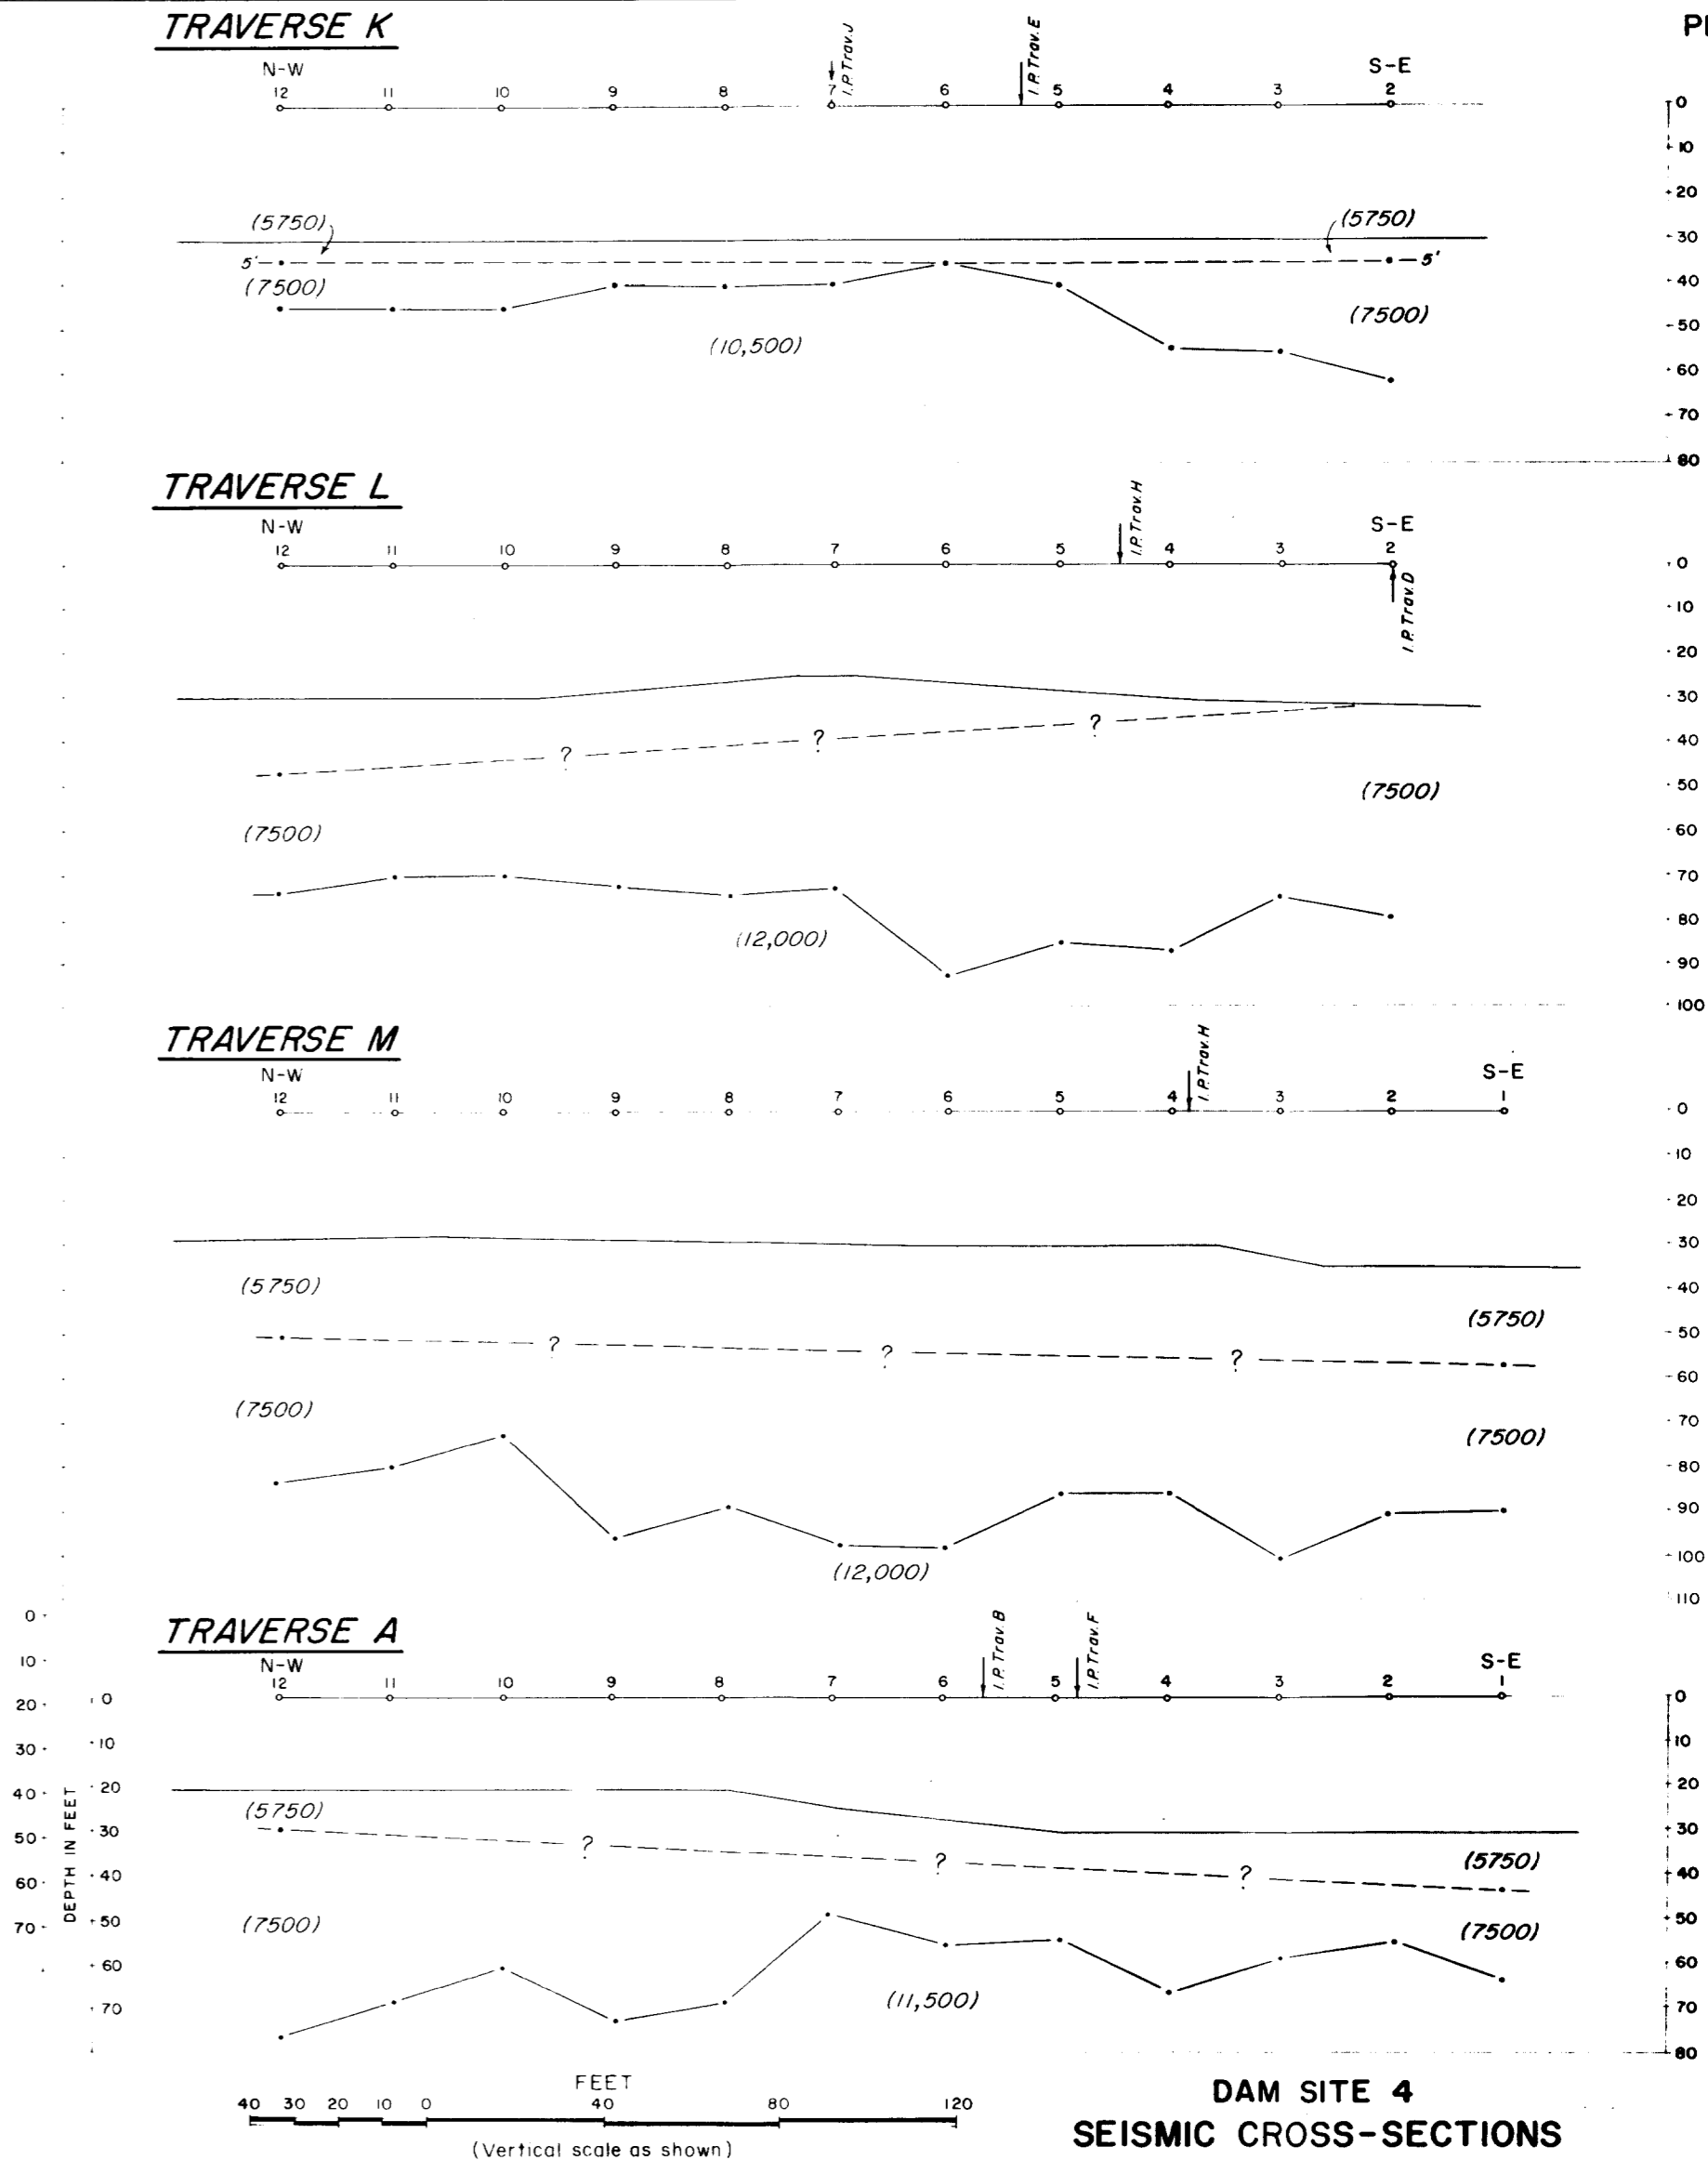 TRAVERSE K
N-W
S-E
12 11 10 9 8 7 6 5 4 3 2
I.P. Trav. J
I.P. Trav. E
(5750)
(5750)
5'
5'
(7500)
(7500)
(10,500)
0
10
20
30
40
50
60
70
80
TRAVERSE L
N-W
S-E
12 11 10 9 8 7 6 5 4 3 2
I.P. Trav. H
I.P. Trav. D
? ? ?
(7500)
(7500)
(12,000)
0
10
20
30
40
50
60
70
80
90
100
TRAVERSE M
N-W
S-E
12 11 10 9 8 7 6 5 4 3 2 1
I.P. Trav. H
(5750)
(5750)
? ? ?
(7500)
(7500)
(12,000)
0
10
20
30
40
50
60
70
80
90
100
110
TRAVERSE A
N-W
S-E
12 11 10 9 8 7 6 5 4 3 2 1
I.P. Trav. B
I.P. Trav. F
(5750)
(5750)
? ? ?
(7500)
(7500)
(11,500)
0
10
20
30
40
50
60
70
DEPTH IN FEET
0
10
20
30
40
50
60
70
0
10
20
30
40
50
60
70
80
FEET
40 30 20 10 0 40 80 120
(Vertical scale as shown)
DAM SITE 4
SEISMIC CROSS-SECTIONS